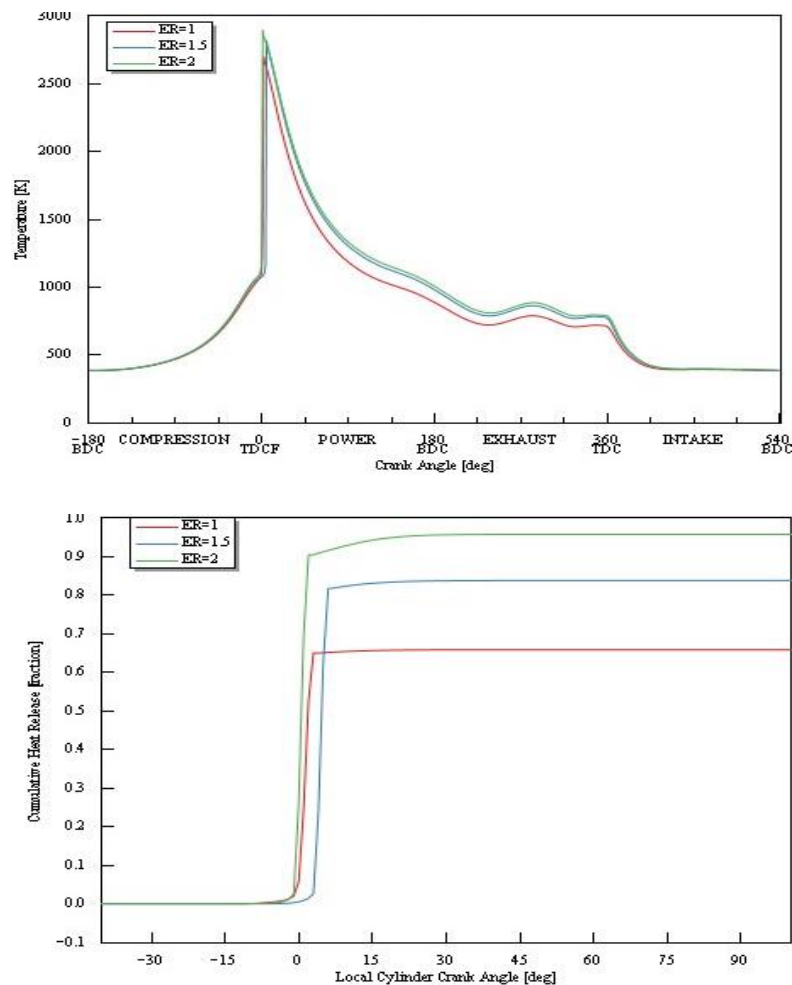 3000
ER=1
ER=1.5
ER=2
2500
2000
1500
1000
500
0
Temperature [K]
-180 COMPRESSION 0 POWER 180 EXHAUST 360 INTAKE 540
BDC TDCF BDC TDC BDC
Crank Angle [deg]
1.0
ER=1
ER=1.5
ER=2
0.9
0.8
0.7
0.6
0.5
0.4
0.3
0.2
0.1
0.0
-0.1
Cumulative Heat Release [fraction]
-30 0 15 30 45 60 75 90
Local Cylinder Crank Angle [deg]